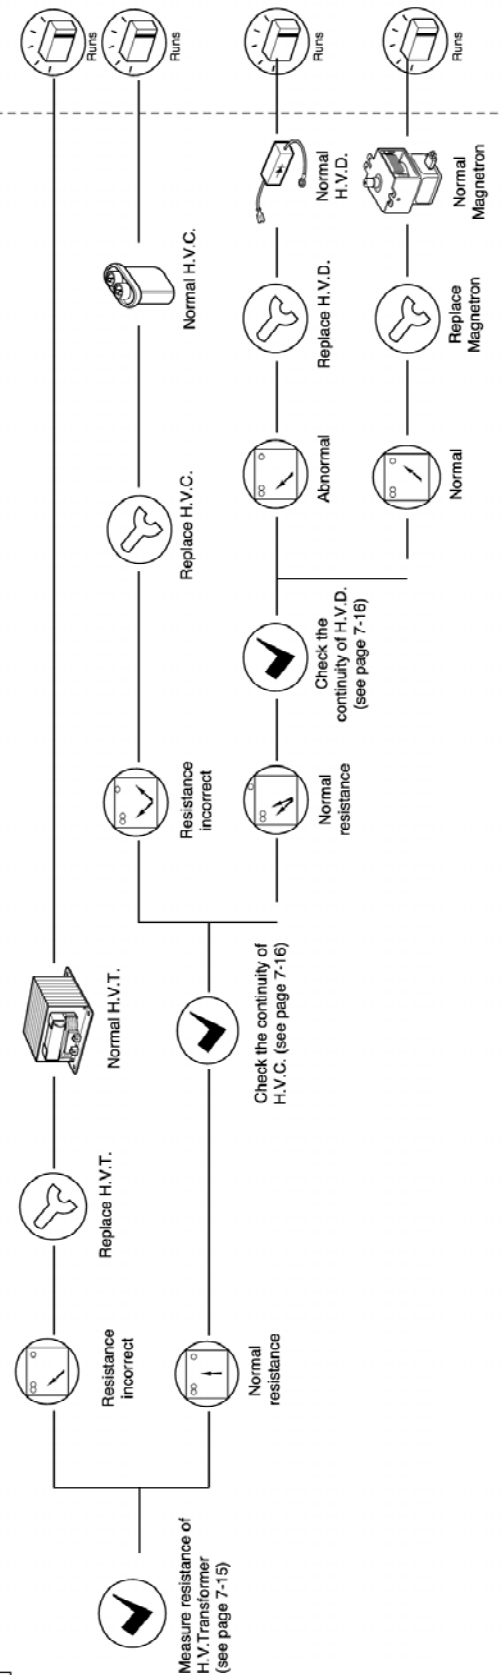 Measure resistance of
H.V.Transformer
(see page 7-15)
Resistance
incorrect
Replace H.V.T.
Normal H.V.T.
Runs
Normal
resistance
Check the continuity of
H.V.C. (see page 7-16)
Resistance
incorrect
Replace H.V.C.
Normal H.V.C.
Runs
Normal
resistance
Check the
continuity of H.V.D.
(see page 7-16)
Abnormal
Replace H.V.D.
Normal
H.V.D.
Runs
Normal
Replace
Magnetron
Normal
Magnetron
Runs